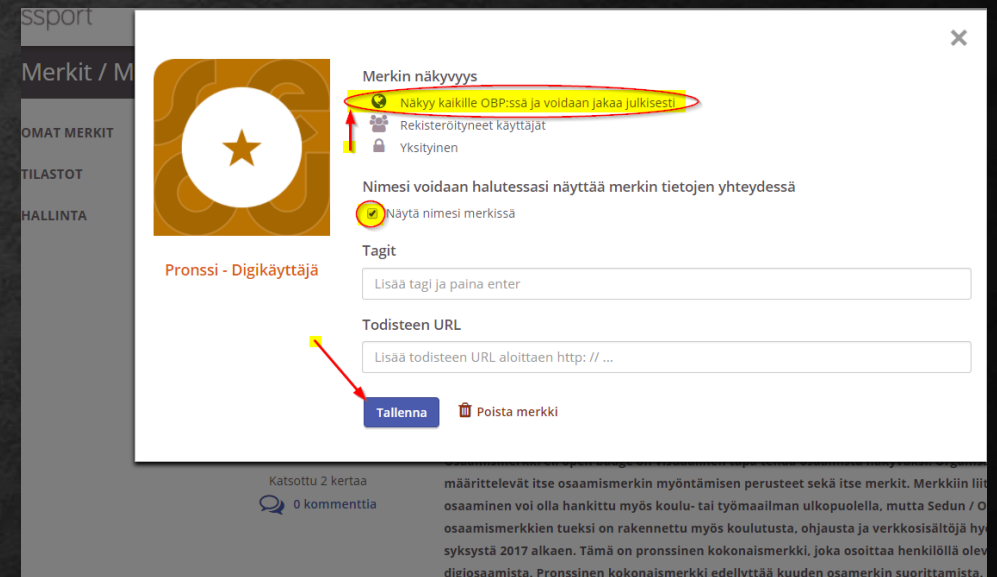 ssport
Merkit / M
OMAT MERKIT
TILASTOT
HALLINTA
Pronssi - Digikäyttäjä
Merkin näkyvyys
Näkyy kaikille OBP:ssä ja voidaan jakaa julkisesti
Rekisteröityneet käyttäjät
Yksityinen
Nimesi voidaan halutessasi näyttää merkin tietojen yhteydessä
Näytä nimesi merkissä
Tagit
Lisää tagi ja paina enter
Todisteen URL
Lisää todisteen URL aloittaen http: // ...
Tallenna
Poista merkki
Katsottu 2 kertaa
0 kommenttia
määrittelevät itse osaamismerkin myöntämisen perusteet sekä itse merkit. Merkkiin liit
osaaminen voi olla hankittu myös koulu- tai työmaailman ulkopuolella, mutta Sedun / O
osaamismerkkien tueksi on rakennettu myös koulutusta, ohjausta ja verkkosisältöjä hy
syksystä 2017 alkaen. Tämä on pronssinen kokonaismerkki, joka osoittaa henkilöllä olev
digiosaamista. Pronssinen kokonaismerkki edellyttää kuuden osamerkin suorittamista.